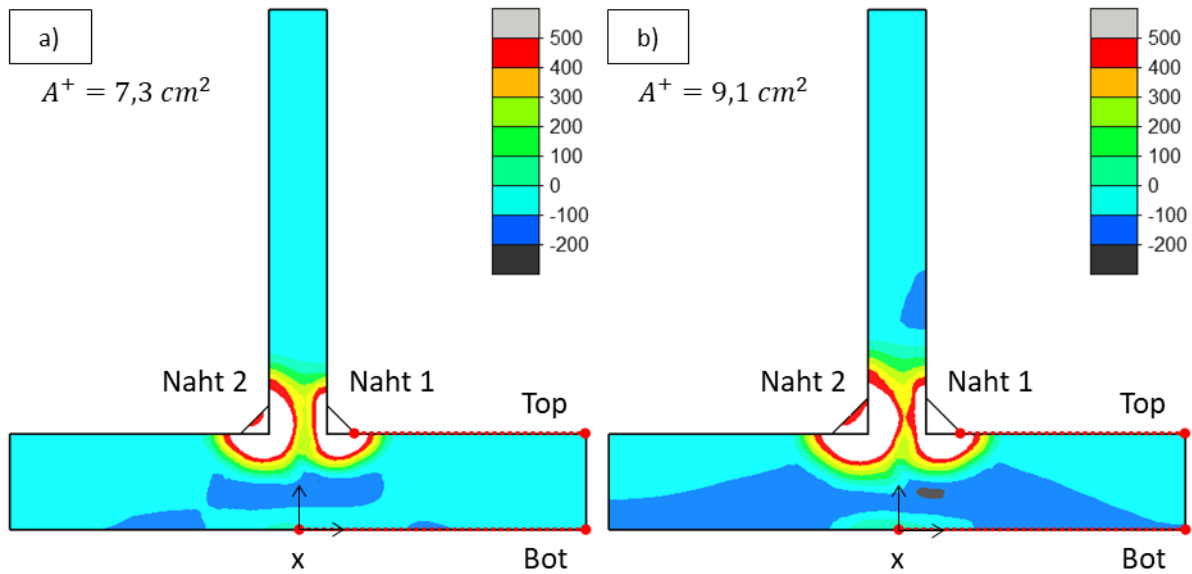 a)
A⁺ = 7,3 cm²
500
400
300
200
100
0
-100
-200
Naht 2
Naht 1
Top
x
Bot
b)
A⁺ = 9,1 cm²
500
400
300
200
100
0
-100
-200
Naht 2
Naht 1
Top
x
Bot